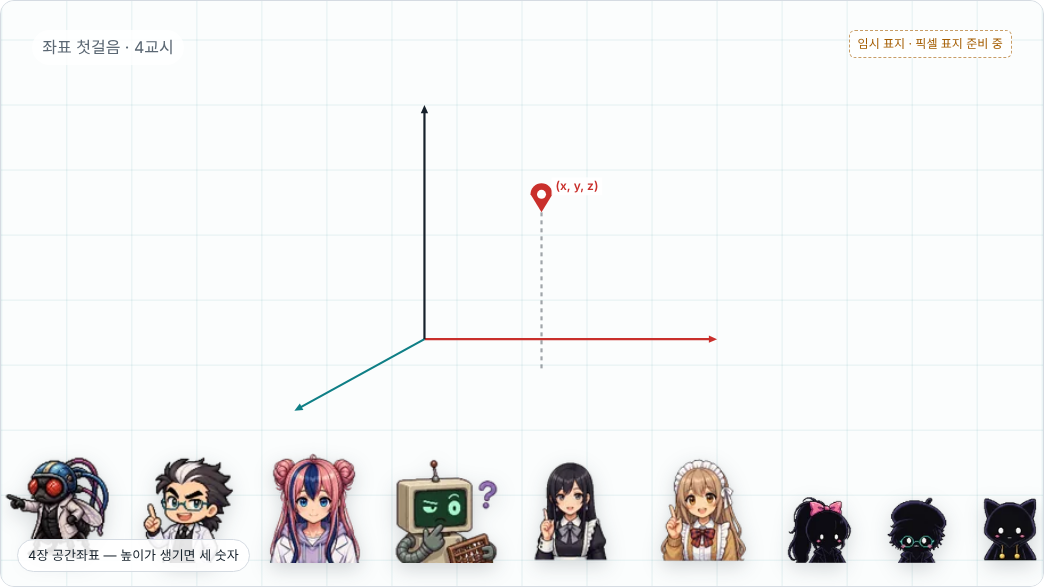 좌표 첫걸음 · 4교시
임시 표지 · 픽셀 표지 준비 중
(x, y, z)
?
4장 공간좌표 — 높이가 생기면 세 숫자